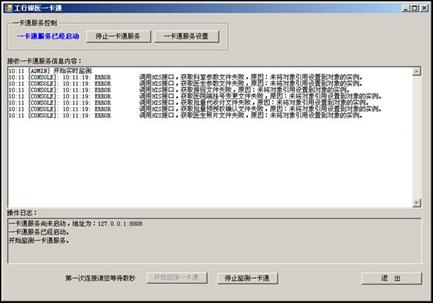 工行锦医一卡通
一卡通服务控制
一卡通服务已经启动 停止一卡通服务 一卡通服务设置
接收一卡通服务信息内容:
10:11 [ADMIN] 开始实时监测
10:11 [CONSOLE] 10:11:19: ERROR 调用HIS接口,获取科室参数文件失败,原因:未将对象引用设置到对象的实例。
10:11 [CONSOLE] 10:11:19: ERROR 调用HIS接口,获取医生参数文件失败,原因:未将对象引用设置到对象的实例。
10:11 [CONSOLE] 10:11:19: ERROR 调用HIS接口,获取排班文件失败,原因:未将对象引用设置到对象的实例。
10:11 [CONSOLE] 10:11:19: ERROR 调用HIS接口,获取医院端挂号变更文件失败,原因:未将对象引用设置到对象的实例。
10:11 [CONSOLE] 10:11:19: ERROR 调用HIS接口,获取批量代收付文件失败,原因:未将对象引用设置到对象的实例。
10:11 [CONSOLE] 10:11:19: ERROR 调用HIS接口,获取批量预授权确认文件失败,原因:未将对象引用设置到对象的实例。
10:11 [CONSOLE] 10:11:19: ERROR 调用HIS接口,获取医生照片文件失败,原因:未将对象引用设置到对象的实例。
操作日志:
一卡通服务尚未启动,地址为:127.0.0.1:8808
一卡通服务已经启动。
开始监测一卡通服务。
第一次连接请您等待数秒 开始监测一卡通 停止监测一卡通 退 出